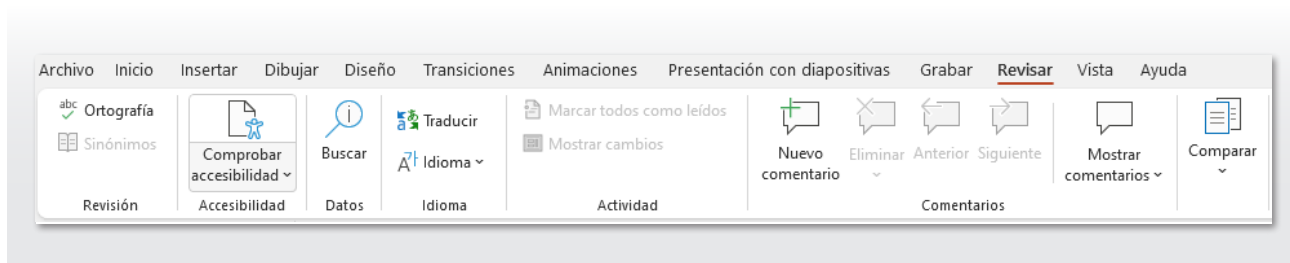 Archivo Inicio Insertar Dibujar Diseño Transiciones Animaciones Presentación con diapositivas Grabar Revisar Vista Ayuda
abc Ortografía
Sinónimos
Revisión
Comprobar
accesibilidad
Accesibilidad
Buscar
Datos
Traducir
Idioma
Idioma
Marcar todos como leídos
Mostrar cambios
Actividad
Nuevo
comentario
Eliminar
Anterior
Siguiente
Mostrar
comentarios
Comentarios
Comparar